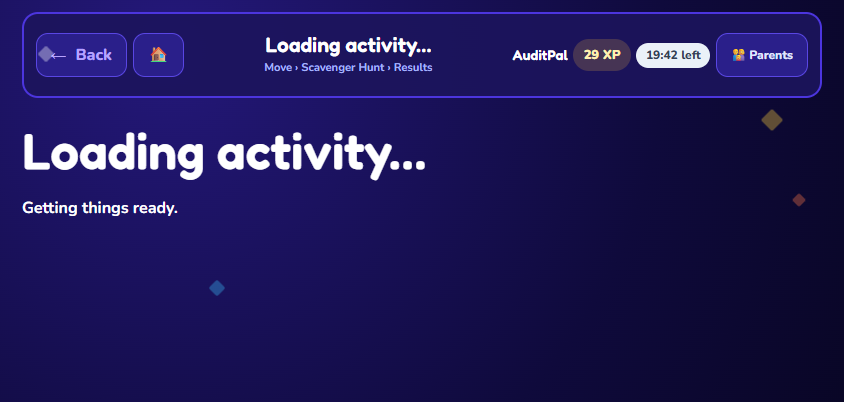 ← Back
Loading activity...
Move › Scavenger Hunt › Results
AuditPal
29 XP
19:42 left
Parents
Loading activity...
Getting things ready.